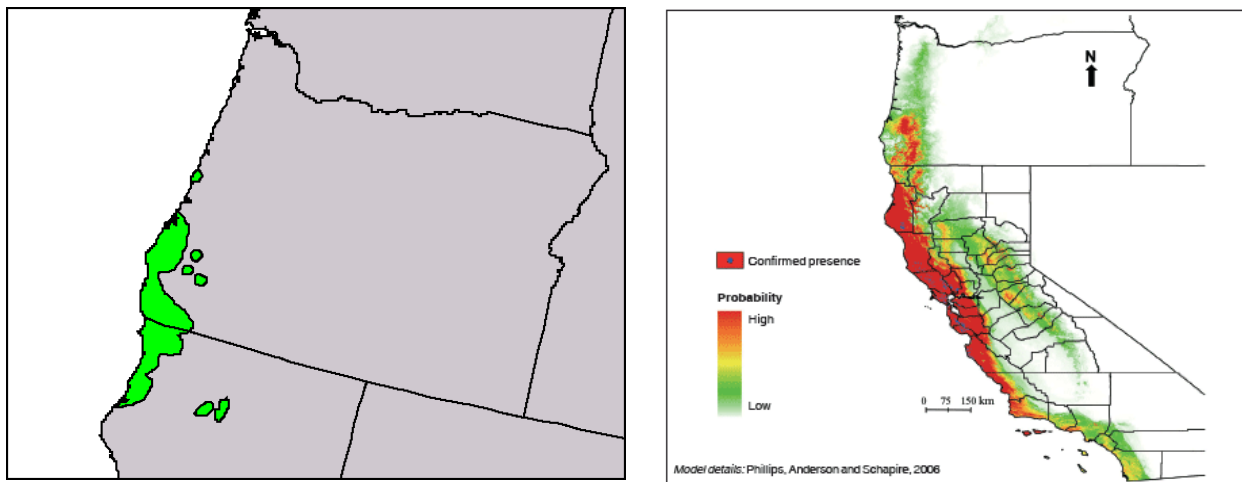 N
Confirmed presence
Probability
High
Low
0 75 150 km
Model details: Phillips, Anderson and Schapire, 2006